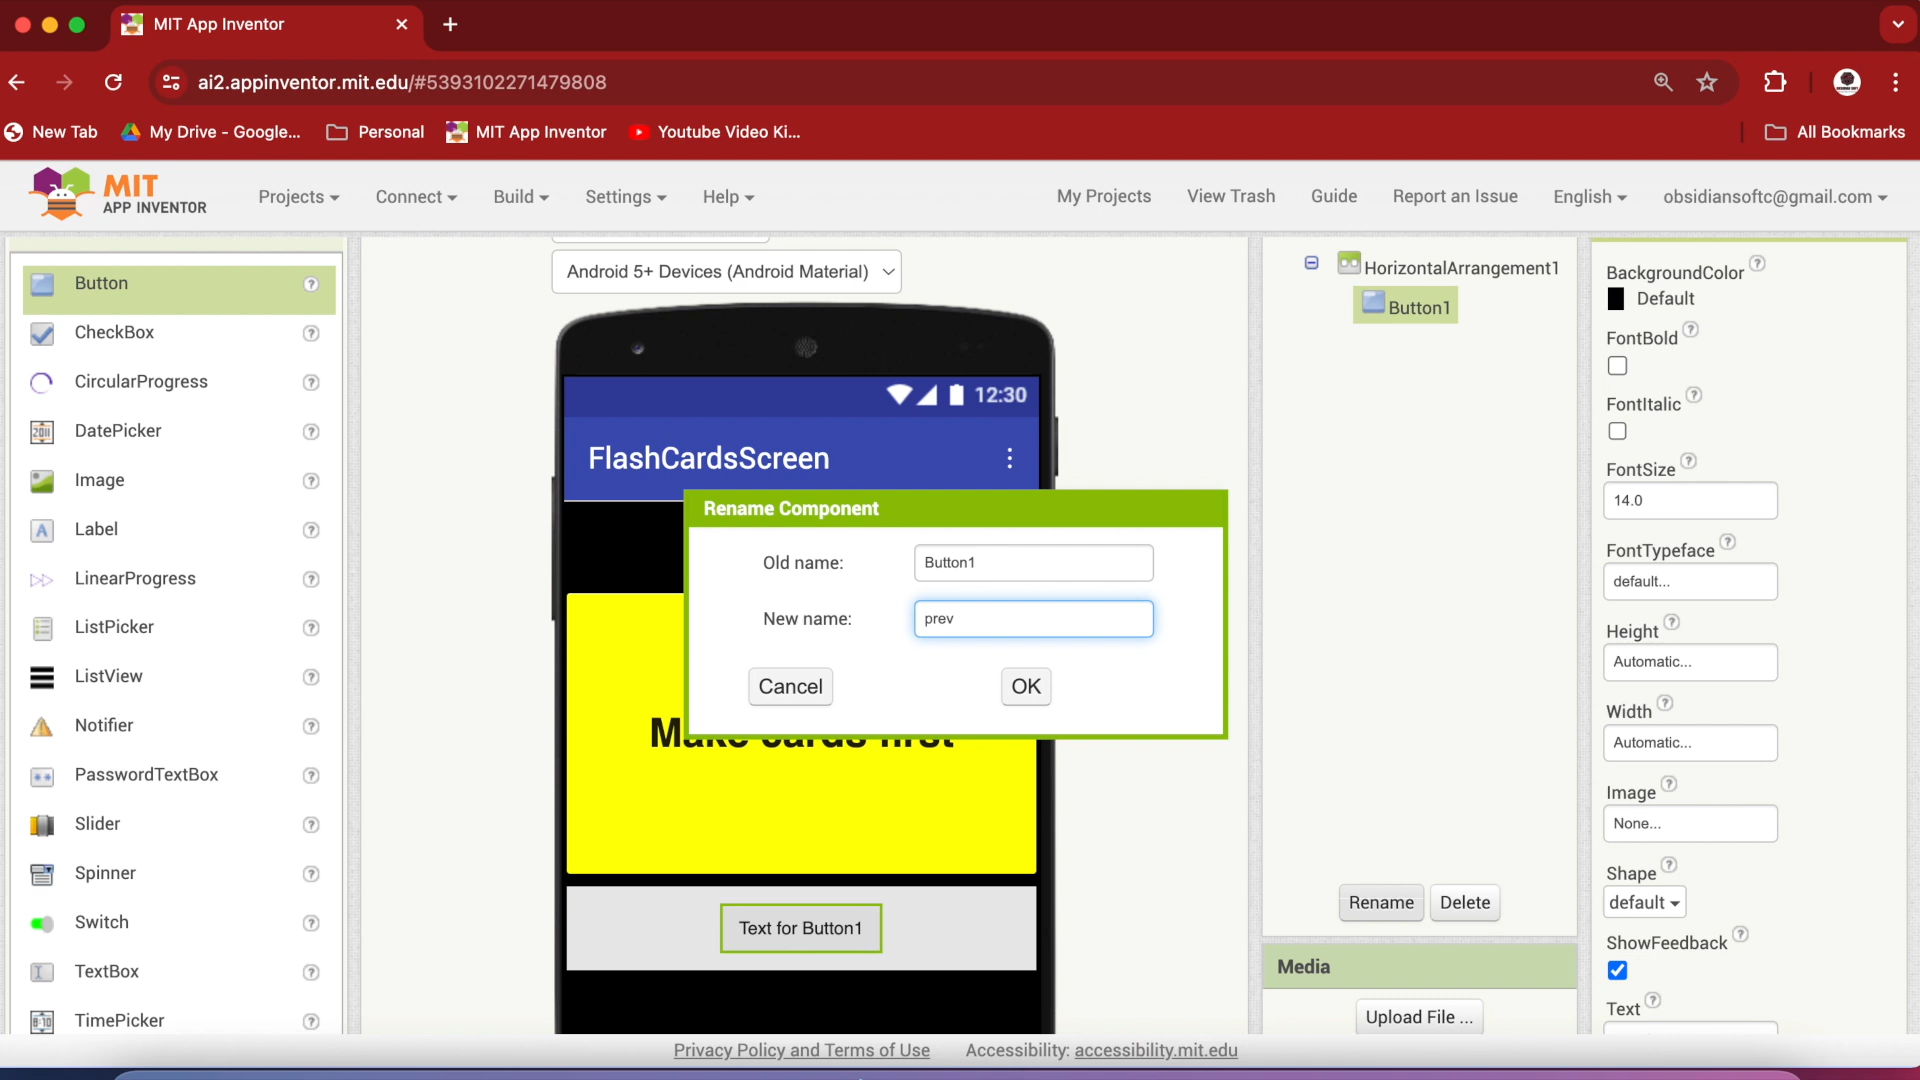 MIT App Inventor
ai2.appinventor.mit.edu/#5393102271479808
New Tab
My Drive - Google...
Personal
MIT App Inventor
Youtube Video Ki...
All Bookmarks
MIT
APP INVENTOR
Projects
Connect
Build
Settings
Help
My Projects
View Trash
Guide
Report an Issue
English
obsidiansoftc@gmail.com
Button
CheckBox
CircularProgress
DatePicker
Image
Label
LinearProgress
ListPicker
ListView
Notifier
PasswordTextBox
Slider
Spinner
Switch
TextBox
TimePicker
Android 5+ Devices (Android Material)
12:30
FlashCardsScreen
Rename Component
Old name:
Button1
New name:
prev
Cancel
OK
Make cards first
Text for Button1
HorizontalArrangement1
Button1
Rename
Delete
Media
Upload File ...
BackgroundColor
Default
FontBold
FontItalic
FontSize
14.0
FontTypeface
default...
Height
Automatic...
Width
Automatic...
Image
None...
Shape
default
ShowFeedback
Text
Privacy Policy and Terms of Use
Accessibility: accessibility.mit.edu